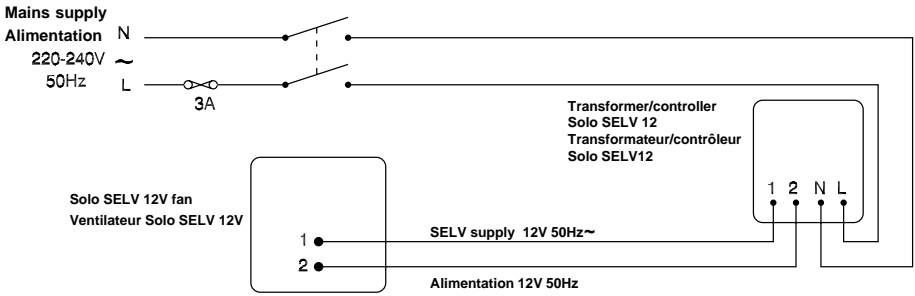 Mains supply
Alimentation N
220-240V ~
50Hz L
3A
Transformer/controller
Solo SELV 12
Transformateur/contrôleur
Solo SELV12
1 2 N L
Solo SELV 12V fan
Ventilateur Solo SELV 12V
1
2
SELV supply 12V 50Hz~
Alimentation 12V 50Hz